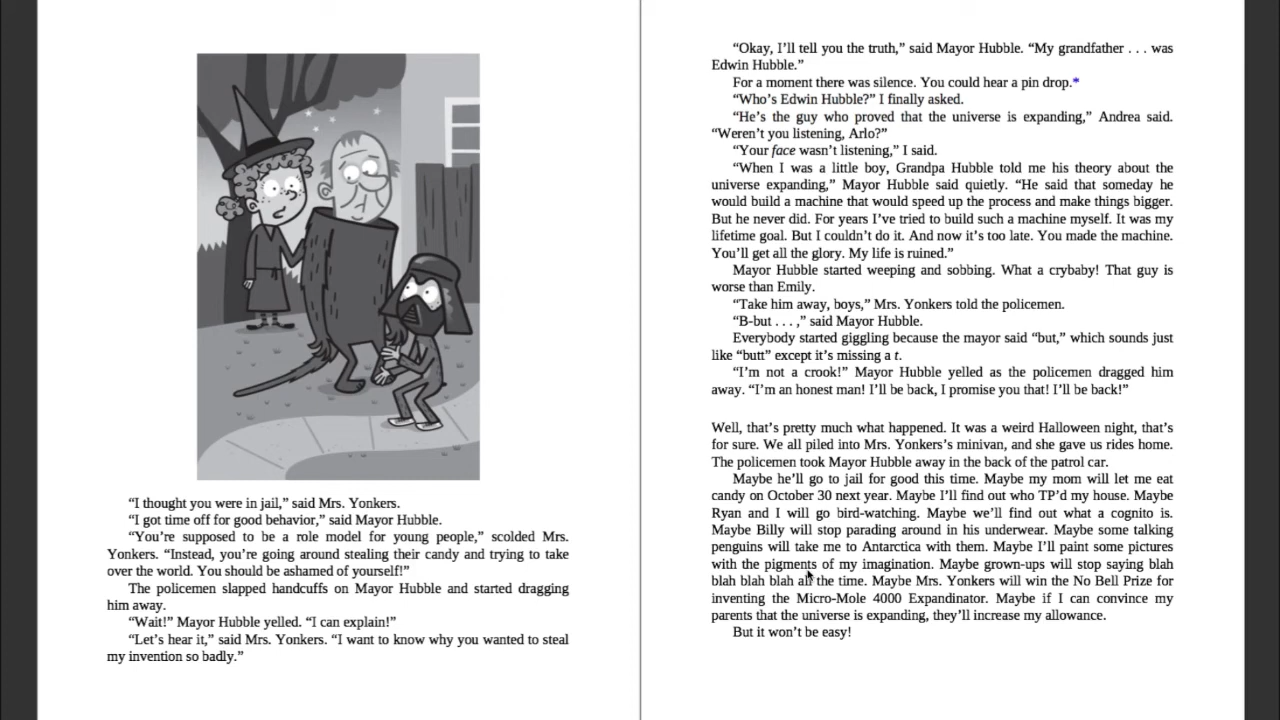 “I thought you were in jail,” said Mrs. Yonkers.
“I got time off for good behavior,” said Mayor Hubble.
“You’re supposed to be a role model for young people,” scolded Mrs.
Yonkers. “Instead, you’re going around stealing their candy and trying to take
over the world. You should be ashamed of yourself!”
The policemen slapped handcuffs on Mayor Hubble and started dragging
him away.
“Wait!” Mayor Hubble yelled. “I can explain!”
“Let’s hear it,” said Mrs. Yonkers. “I want to know why you wanted to steal
my invention so badly.”
“Okay, I’ll tell you the truth,” said Mayor Hubble. “My grandfather . . . was
Edwin Hubble.”
For a moment there was silence. You could hear a pin drop.*
“Who’s Edwin Hubble?” I finally asked.
“He’s the guy who proved that the universe is expanding,” Andrea said.
“Weren’t you listening, Arlo?”
“Your face wasn’t listening,” I said.
“When I was a little boy, Grandpa Hubble told me his theory about the
universe expanding,” Mayor Hubble said quietly. “He said that someday he
would build a machine that would speed up the process and make things bigger.
But he never did. For years I’ve tried to build such a machine myself. It was my
lifetime goal. But I couldn’t do it. And now it’s too late. You made the machine.
You’ll get all the glory. My life is ruined.”
Mayor Hubble started weeping and sobbing. What a crybaby! That guy is
worse than Emily.
“Take him away, boys,” Mrs. Yonkers told the policemen.
“B-but . . . ,” said Mayor Hubble.
Everybody started giggling because the mayor said “but,” which sounds just
like “butt” except it’s missing a t.
“I’m not a crook!” Mayor Hubble yelled as the policemen dragged him
away. “I’m an honest man! I’ll be back, I promise you that! I’ll be back!”
Well, that’s pretty much what happened. It was a weird Halloween night, that’s
for sure. We all piled into Mrs. Yonkers’s minivan, and she gave us rides home.
The policemen took Mayor Hubble away in the back of the patrol car.
Maybe he’ll go to jail for good this time. Maybe my mom will let me eat
candy on October 30 next year. Maybe I’ll find out who TP’d my house. Maybe
Ryan and I will go bird-watching. Maybe we’ll find out what a cognito is.
Maybe Billy will stop parading around in his underwear. Maybe some talking
penguins will take me to Antarctica with them. Maybe I’ll paint some pictures
with the pigments of my imagination. Maybe grown-ups will stop saying blah
blah blah blah all the time. Maybe Mrs. Yonkers will win the No Bell Prize for
inventing the Micro-Mole 4000 Expandinator. Maybe if I can convince my
parents that the universe is expanding, they’ll increase my allowance.
But it won’t be easy!